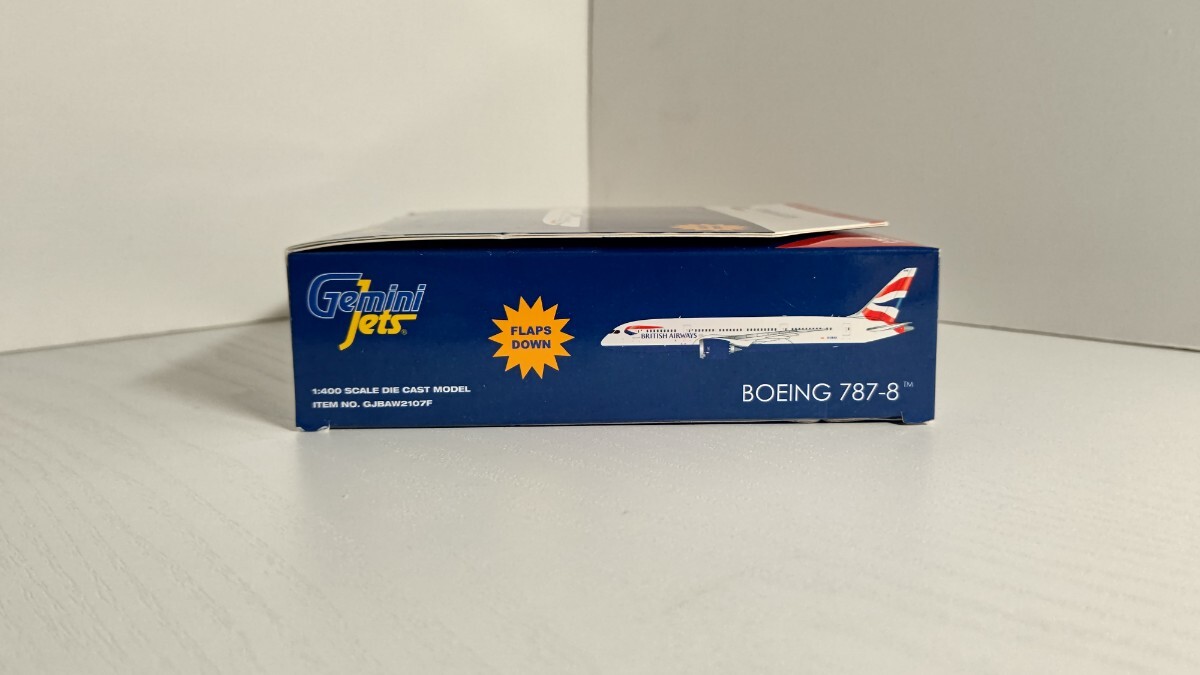 Gemini
Jets®
FLAPS
DOWN
BRITISH AIRWAYS
1:400 SCALE DIE CAST MODEL
ITEM NO. GJBAW2107F
BOEING 787-8™